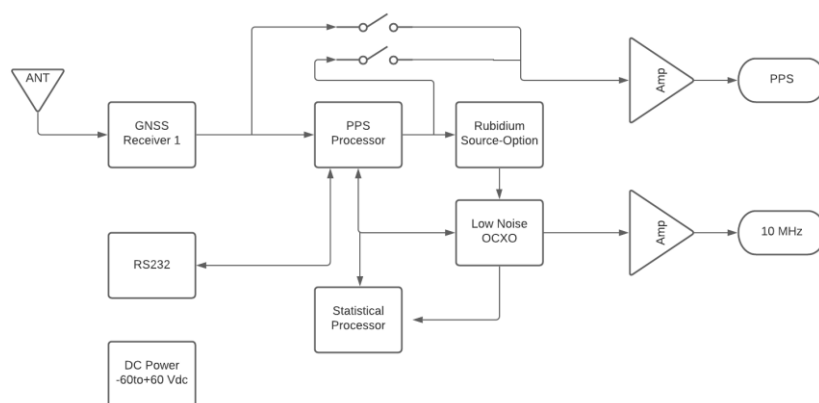 ANT
GNSS
Receiver 1
PPS
Processor
Rubidium
Source-Option
Amp
PPS
RS232
Low Noise
OCXO
Amp
10 MHz
Statistical
Processor
DC Power
-60to+60 Vdc